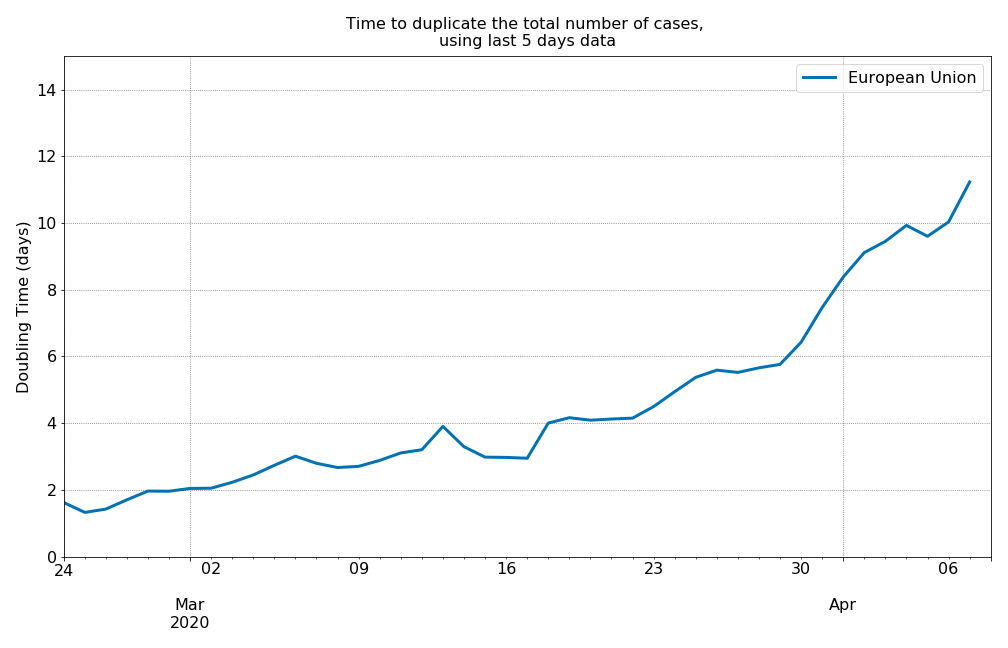 Time to duplicate the total number of cases,
using last 5 days data
European Union
Doubling Time (days)
14
12
10
8
6
4
2
0
24 02 09 16 23 30 06
Mar Apr
2020